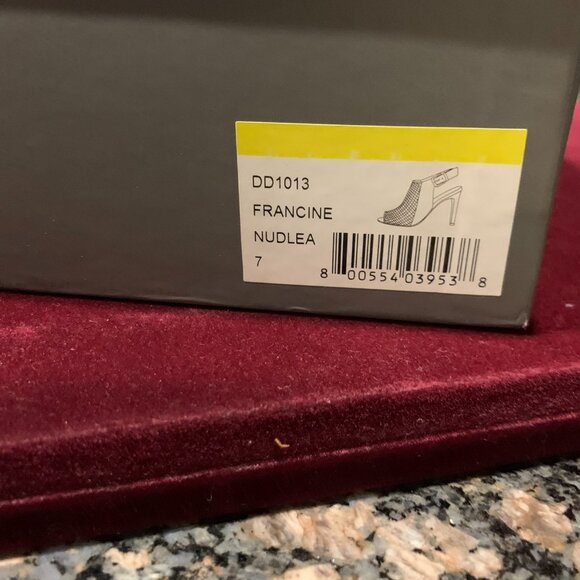 DD1013
FRANCINE
NUDLEA
7
8 00554 03953 8